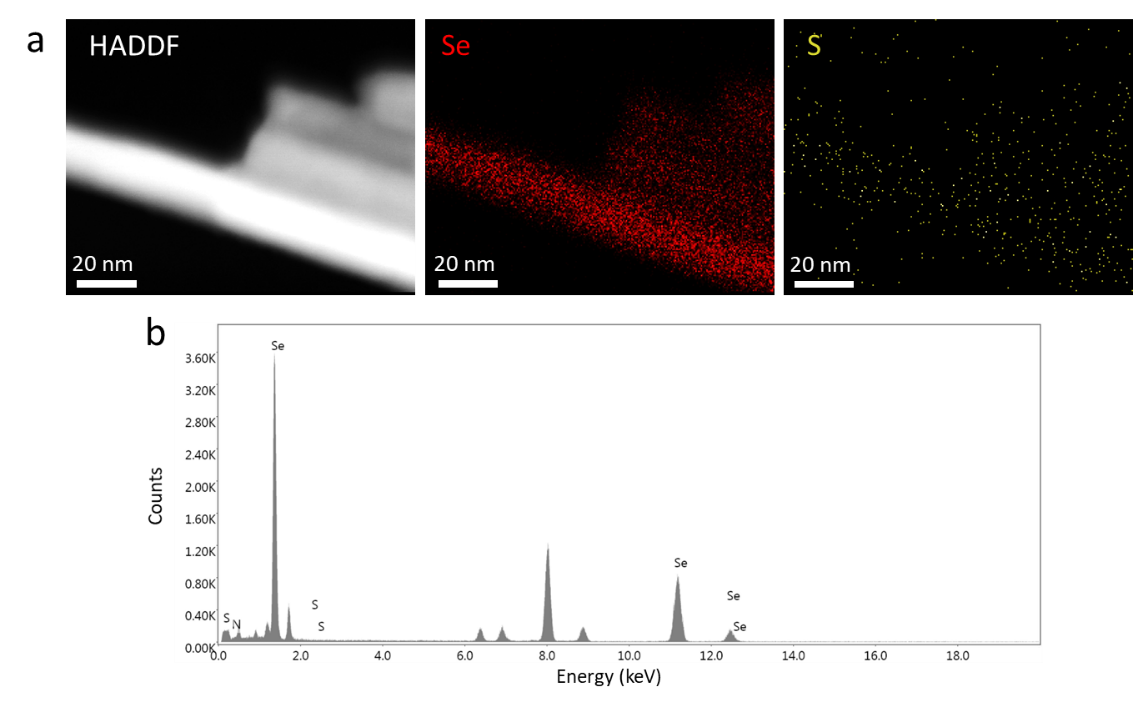 a
HADDF
Se
S
20 nm
20 nm
20 nm
b
Se
3.60K
3.20K
2.80K
2.40K
2.00K
1.60K
1.20K
0.80K
0.40K
0.00K
Counts
S
N
S
S
Se
Se
Se
0.0 2.0 4.0 6.0 8.0 10.0 12.0 14.0 16.0 18.0
Energy (keV)